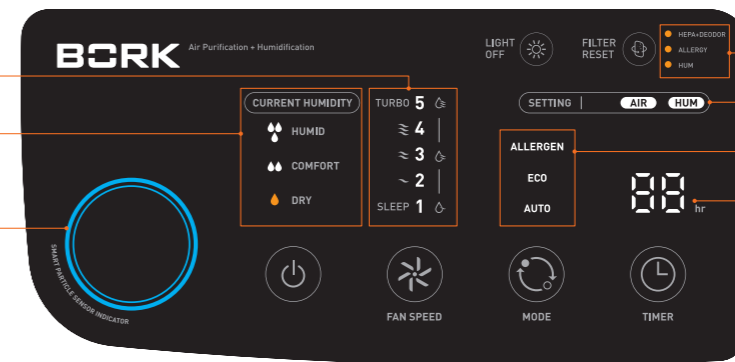 BORK Air Purification + Humidification
LIGHT OFF
FILTER RESET
HEPA+DEODOR
ALLERGY
HUM
CURRENT HUMIDITY
HUMID
COMFORT
DRY
TURBO 5
4
3
2
SLEEP 1
SETTING | AIR HUM
ALLERGEN
ECO
AUTO
88 hr
SMART PARTICLE SENSOR INDICATOR
FAN SPEED
MODE
TIMER